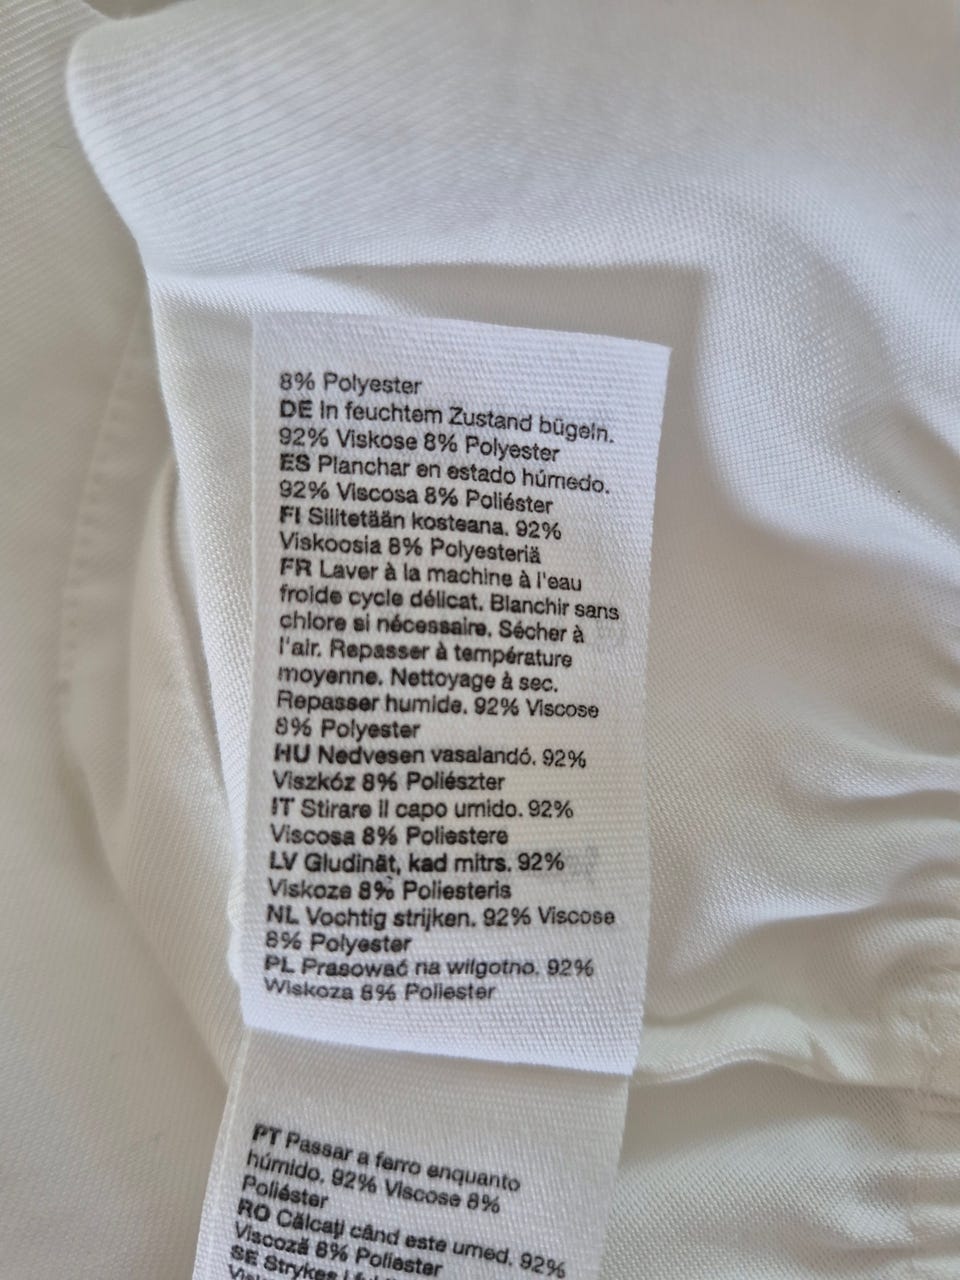 8% Polyester
DE In feuchtem Zustand bügeln.
92% Viskose 8% Polyester
ES Planchar en estado húmedo.
92% Viscosa 8% Poliéster
FI Silitetään kosteana. 92%
Viskoosia 8% Polyesteriä
FR Laver à la machine à l'eau
froide cycle délicat. Blanchir sans
chlore si nécessaire. Sécher à
l'air. Repasser à température
moyenne. Nettoyage à sec.
Repasser humide. 92% Viscose
8% Polyester
HU Nedvesen vasalandó. 92%
Viszkóz 8% Poliészter
IT Stirare il capo umido. 92%
Viscosa 8% Poliestere
LV Gludināt, kad mitrs. 92%
Viskoze 8% Poliesteris
NL Vochtig strijken. 92% Viscose
8% Polyester
PL Prasować na wilgotno. 92%
Wiskoza 8% Poliester
PT Passar a ferro enquanto
húmido. 92% Viscose 8%
Poliéster
RO Călcaţi când este umed. 92%
Viscoză 8% Poliester
SE Strykes i